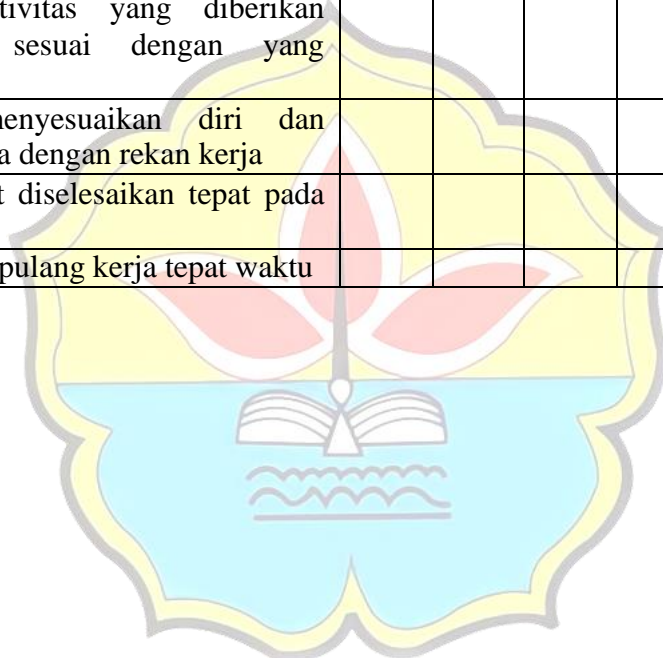 tivitas yang diberikan
sesuai dengan yang
nenyesuaikan diri dan
a dengan rekan kerja
t diselesaikan tepat pada
pulang kerja tepat waktu